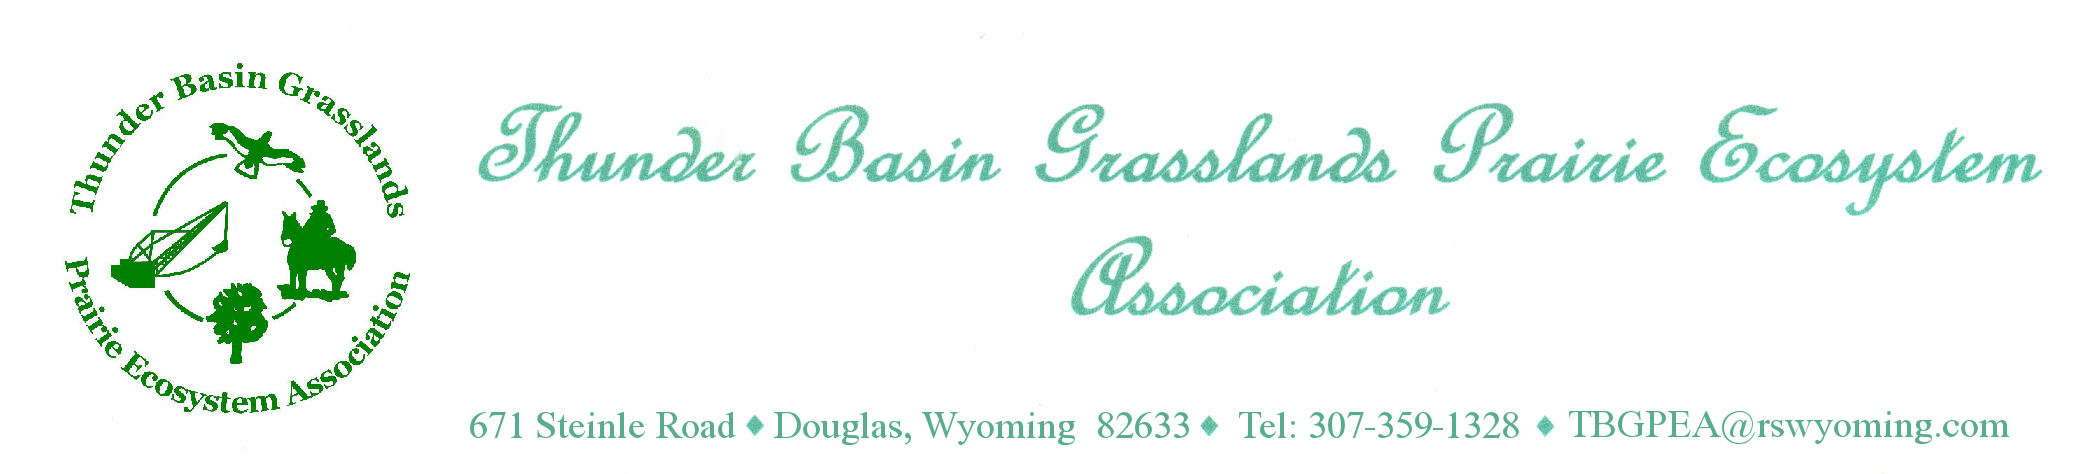 Thunder Basin Grasslands
Prairie Ecosystem Association
Thunder Basin Grasslands Prairie Ecosystem
Association
671 Steinle Road ♦ Douglas, Wyoming 82633 ♦ Tel: 307-359-1328 ♦ TBGPEA@rswyoming.com